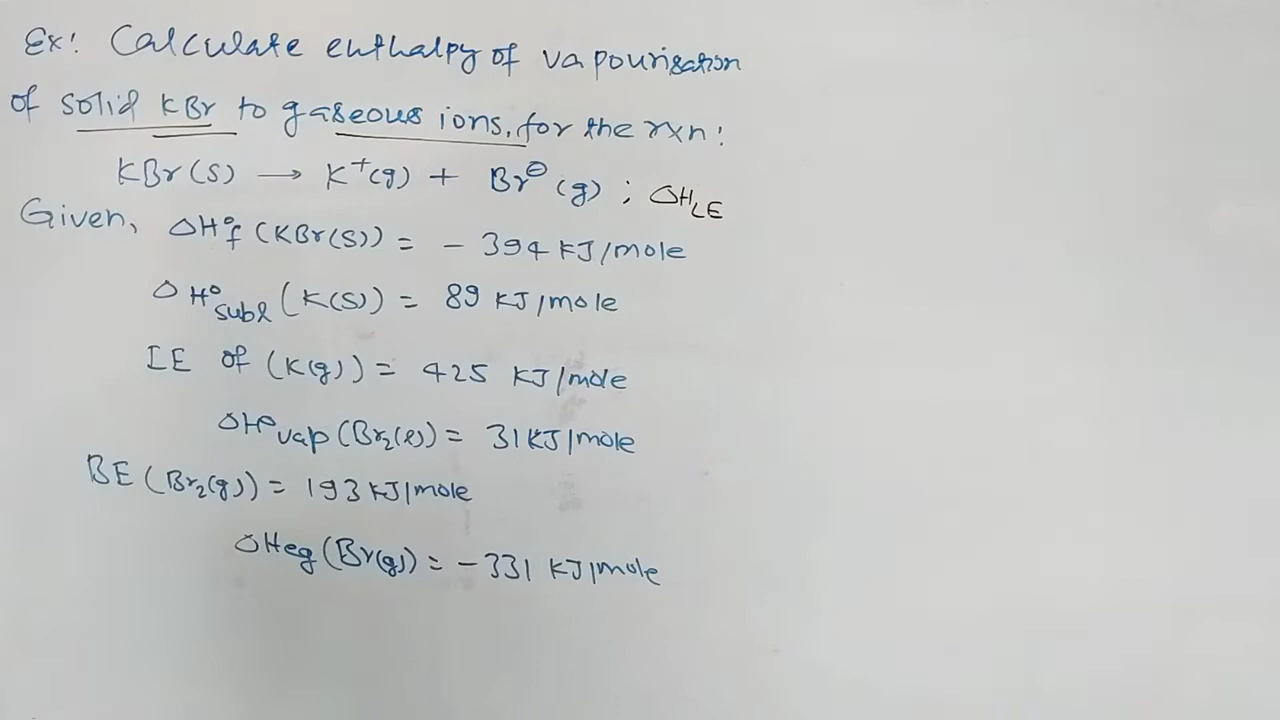 Ex: Calculate enthalpy of vapourisation
of solid KBr to gaseous ions, for the rxn:
KBr(s) → K⁺(g) + Br⊖(g) ; ΔH_LE
Given, ΔH°f (KBr(s)) = - 394 KJ/mole
ΔH°subl (K(s)) = 89 KJ/mole
IE of (K(g)) = 425 KJ/mole
ΔH°vap (Br₂(l)) = 31 KJ/mole
BE (Br₂(g)) = 193 KJ/mole
ΔHeg (Br(g)) = - 331 KJ/mole